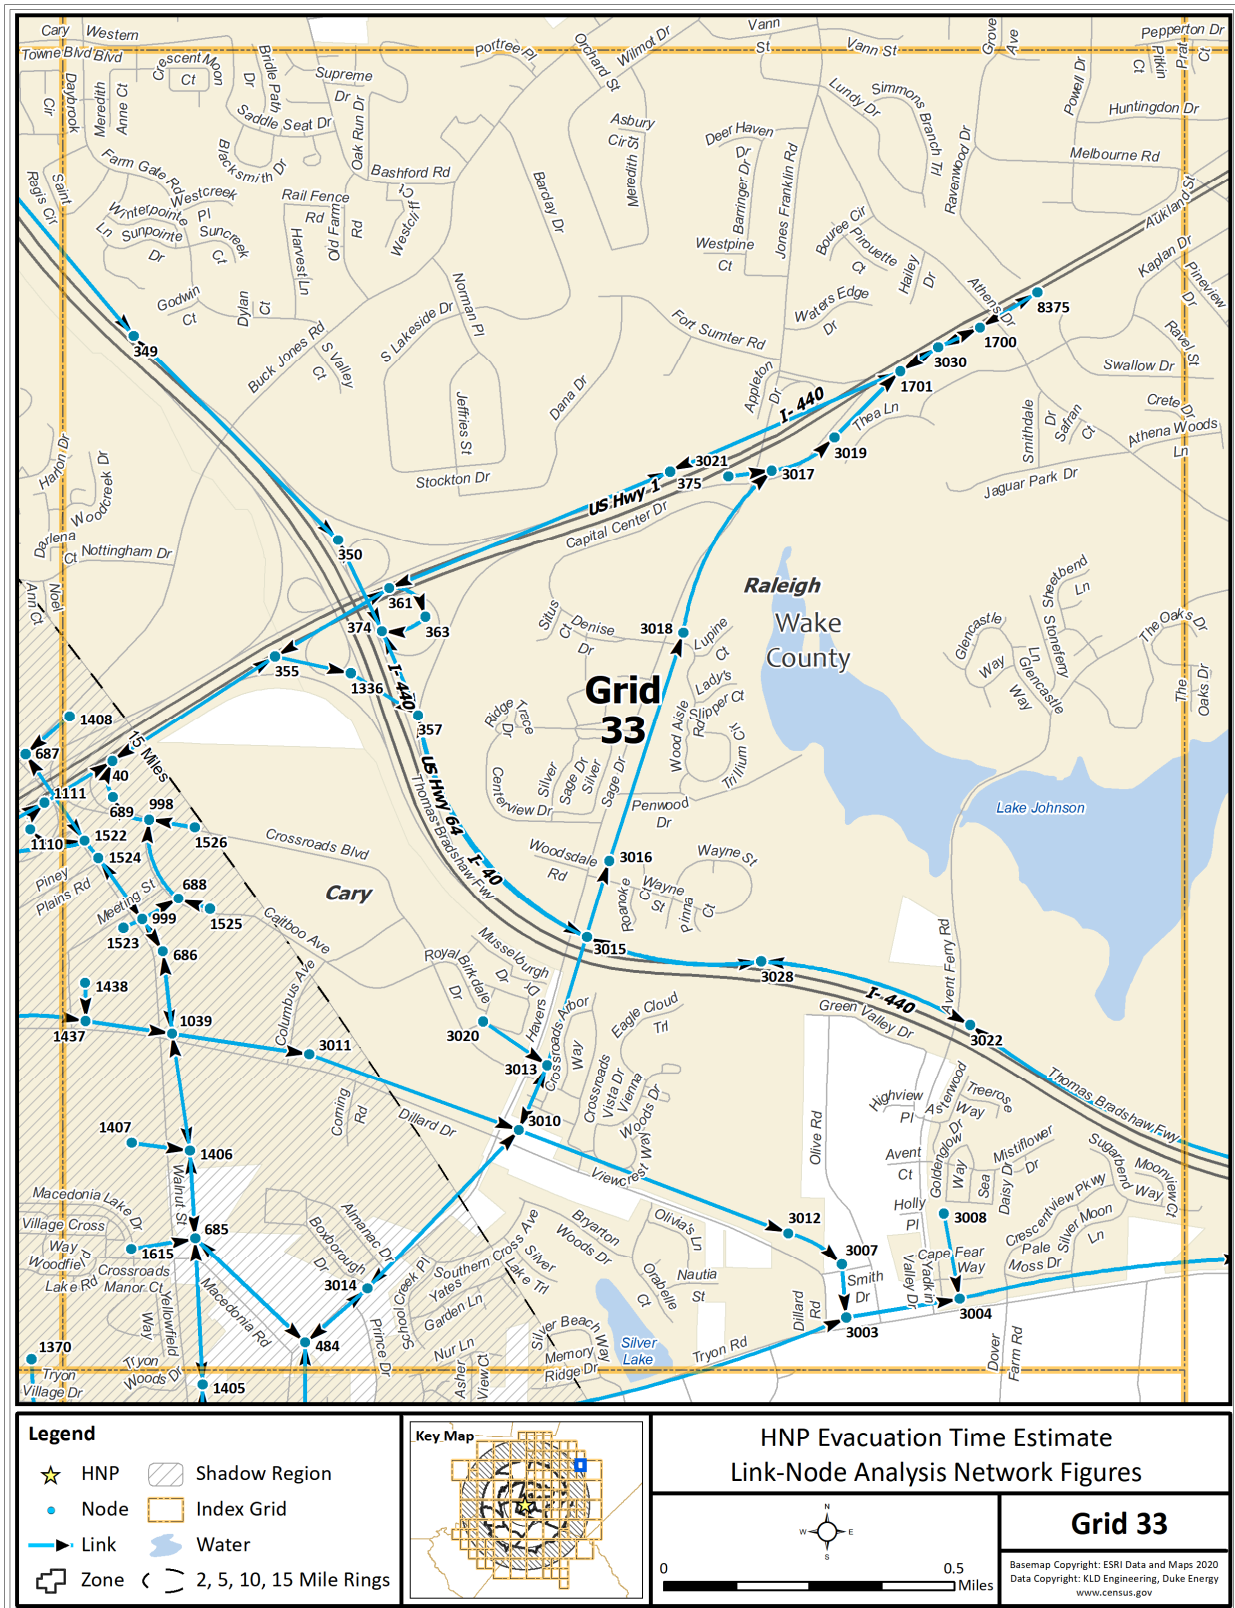 Cary Western
Towne Blvd Blvd
Crescent Moon
Ct
Bridle Path
Dr
Supreme
Dr
Portree Pl
Orchard St
Wilmot Dr
Vann
St
Vann St
Grove
Ave
Pepperton Dr
Pitkin
Ct
Prat
Ct
Daybrook
Cir
Meredith
Anne Ct
Saddle Seat Dr
Oak Run Dr
Asbury
Cir
Meredith St
Deer Haven
Dr
Barringer Dr
Jones Franklin Rd
Lundy Dr
Simmons
Branch Trl
Ravenwood Dr
Powell Dr
Huntingdon Dr
Melbourne Rd
Farm Gate Rd
Blacksmith Dr
Bashford Rd
Saint
Regis Cir
Westcreek
Pl
Winterpointe
Ln
Sunpointe
Dr
Suncreek
Ct
Rail Fence
Rd
Old Farm
Rd
Harvest Ln
Westcliff Ct
Barclay Dr
Westpine
Ct
Bouree Cir
Pirouette
Ct
Hailey
Dr
Aukland St
Kaplan Dr
Pineview
Dr
Godwin
Ct
Dylan
Ct
Norman Pl
S Lakeside Dr
Waters Edge
Dr
Athens Dr
8375
1700
3030
1701
Fort Sumter Rd
349
Buck Jones Rd
S Valley
Ct
Jeffries St
Dana Dr
Appleton
Dr
I- 440
Thea Ln
3019
Ravel St
Swallow Dr
Crete Dr
Smithdale
Dr
Safran
Ct
Athena Woods
Ln
Jaguar Park Dr
Harton Dr
Woodcreek Dr
Stockton Dr
3021
375
3017
US Hwy 1
Capital Center Dr
Darlena
Ct
Nottingham Dr
350
Noel
Ann Ct
361
374
363
Situs
Ct
Denise
Dr
3018
Lupine
Ct
Raleigh
Wake
County
Sheetbend
Ln
Stoneferry
Ln
Glencastle
Way
Glencastle
Way
The Oaks Dr
The
Oaks Dr
355
1336
I- 440
357
Grid
33
Lady's
Slipper Ct
Ridge
Dr
Trace
Wood Aisle
Rd
Trillium Cir
1408
687
15 Miles
40
1111
689
998
US Hwy 64
Thomas Bradshaw Fwy
Silver
Sage Dr
Silver
Sage Dr
Centerview Dr
Penwood
Dr
Lake Johnson
1110
1522
1524
1526
Crossroads Blvd
Piney
Plains Rd
Meeting St
688
1525
999
1523
686
Cary
I- 40
Woodsdale
Rd
3016
Wayne St
Wayne
St
Roanoke
Ct
Pinna
Ct
Caitboo Ave
3015
3028
1438
1437
1039
Columbus Ave
Royal
Birkdale
Dr
Musselburgh
Dr
Havers
Dr
Crossroads Arbor
Way
Eagle Cloud
Trl
I- 440
Green Valley Dr
Avent Ferry Rd
3022
3011
3020
3013
Crossroads
Vista Dr
Vienna
Woods Dr
Thomas Bradshaw Fwy
Highview
Pl
Asterwood
Dr
Treerose
Way
Coming
Rd
Dillard Dr
3010
Olive Rd
Viewcrest Way
1407
1406
Avent
Ct
Goldenglow
Way
Mistiflower
Dr
Sea
Daisy Dr
Sugarbend
Way
Moonview
Ct
Walnut St
Macedonia Lake Dr
Village Cross
Way
685
1615
Woodfield
Lake Rd
Crossroads
Manor Ct
Boxborough
Dr
Almanac Dr
Cross Ave
Bryarton
Woods Dr
Olivia's Ln
3012
Holly
Pl
3008
Crescentview Pkwy
Silver Moon
Ln
Pale
Moss Dr
3007
Smith
Dr
Cape Fear
Way
Yadkin
Valley Dr
3014
Southern
Yates
Garden Ln
School Creek Pl
Silver
Lake Trl
Orabelle
Ct
Nautia
St
Dillard
Rd
3003
3004
Macedonia Rd
Yellowfield
Way
484
Prince Dr
Nur Ln
Asher
View Ct
Silver Beach Way
Memory
Ridge Dr
Silver
Lake
Tryon Rd
Dover
Farm Rd
1370
Tryon
Village Dr
Tryon
Woods Dr
1405
Legend
HNP
Shadow Region
Node
Index Grid
Link
Water
Zone
2, 5, 10, 15 Mile Rings
Key Map
HNP Evacuation Time Estimate
Link-Node Analysis Network Figures
N
W E
S
0 0.5
Miles
Grid 33
Basemap Copyright: ESRI Data and Maps 2020
Data Copyright: KLD Engineering, Duke Energy
www.census.gov